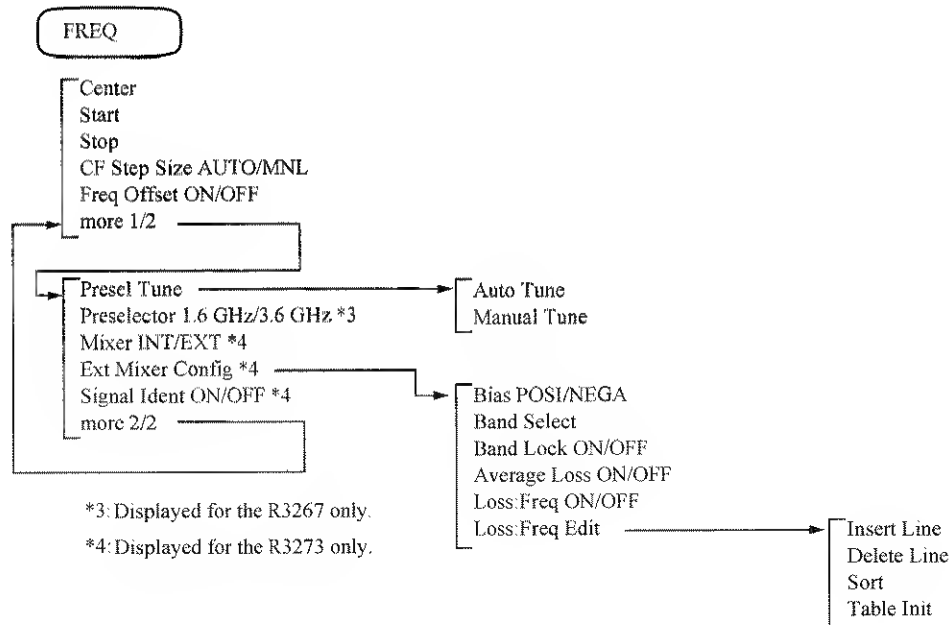 FREQ
Center
Start
Stop
CF Step Size AUTO/MNL
Freq Offset ON/OFF
more 1/2
Presel Tune
Preselector 1.6 GHz/3.6 GHz *3
Mixer INT/EXT *4
Ext Mixer Config *4
Signal Ident ON/OFF *4
more 2/2
Auto Tune
Manual Tune
Bias POSI/NEGA
Band Select
Band Lock ON/OFF
Average Loss ON/OFF
Loss:Freq ON/OFF
Loss:Freq Edit
Insert Line
Delete Line
Sort
Table Init
*3: Displayed for the R3267 only.
*4: Displayed for the R3273 only.